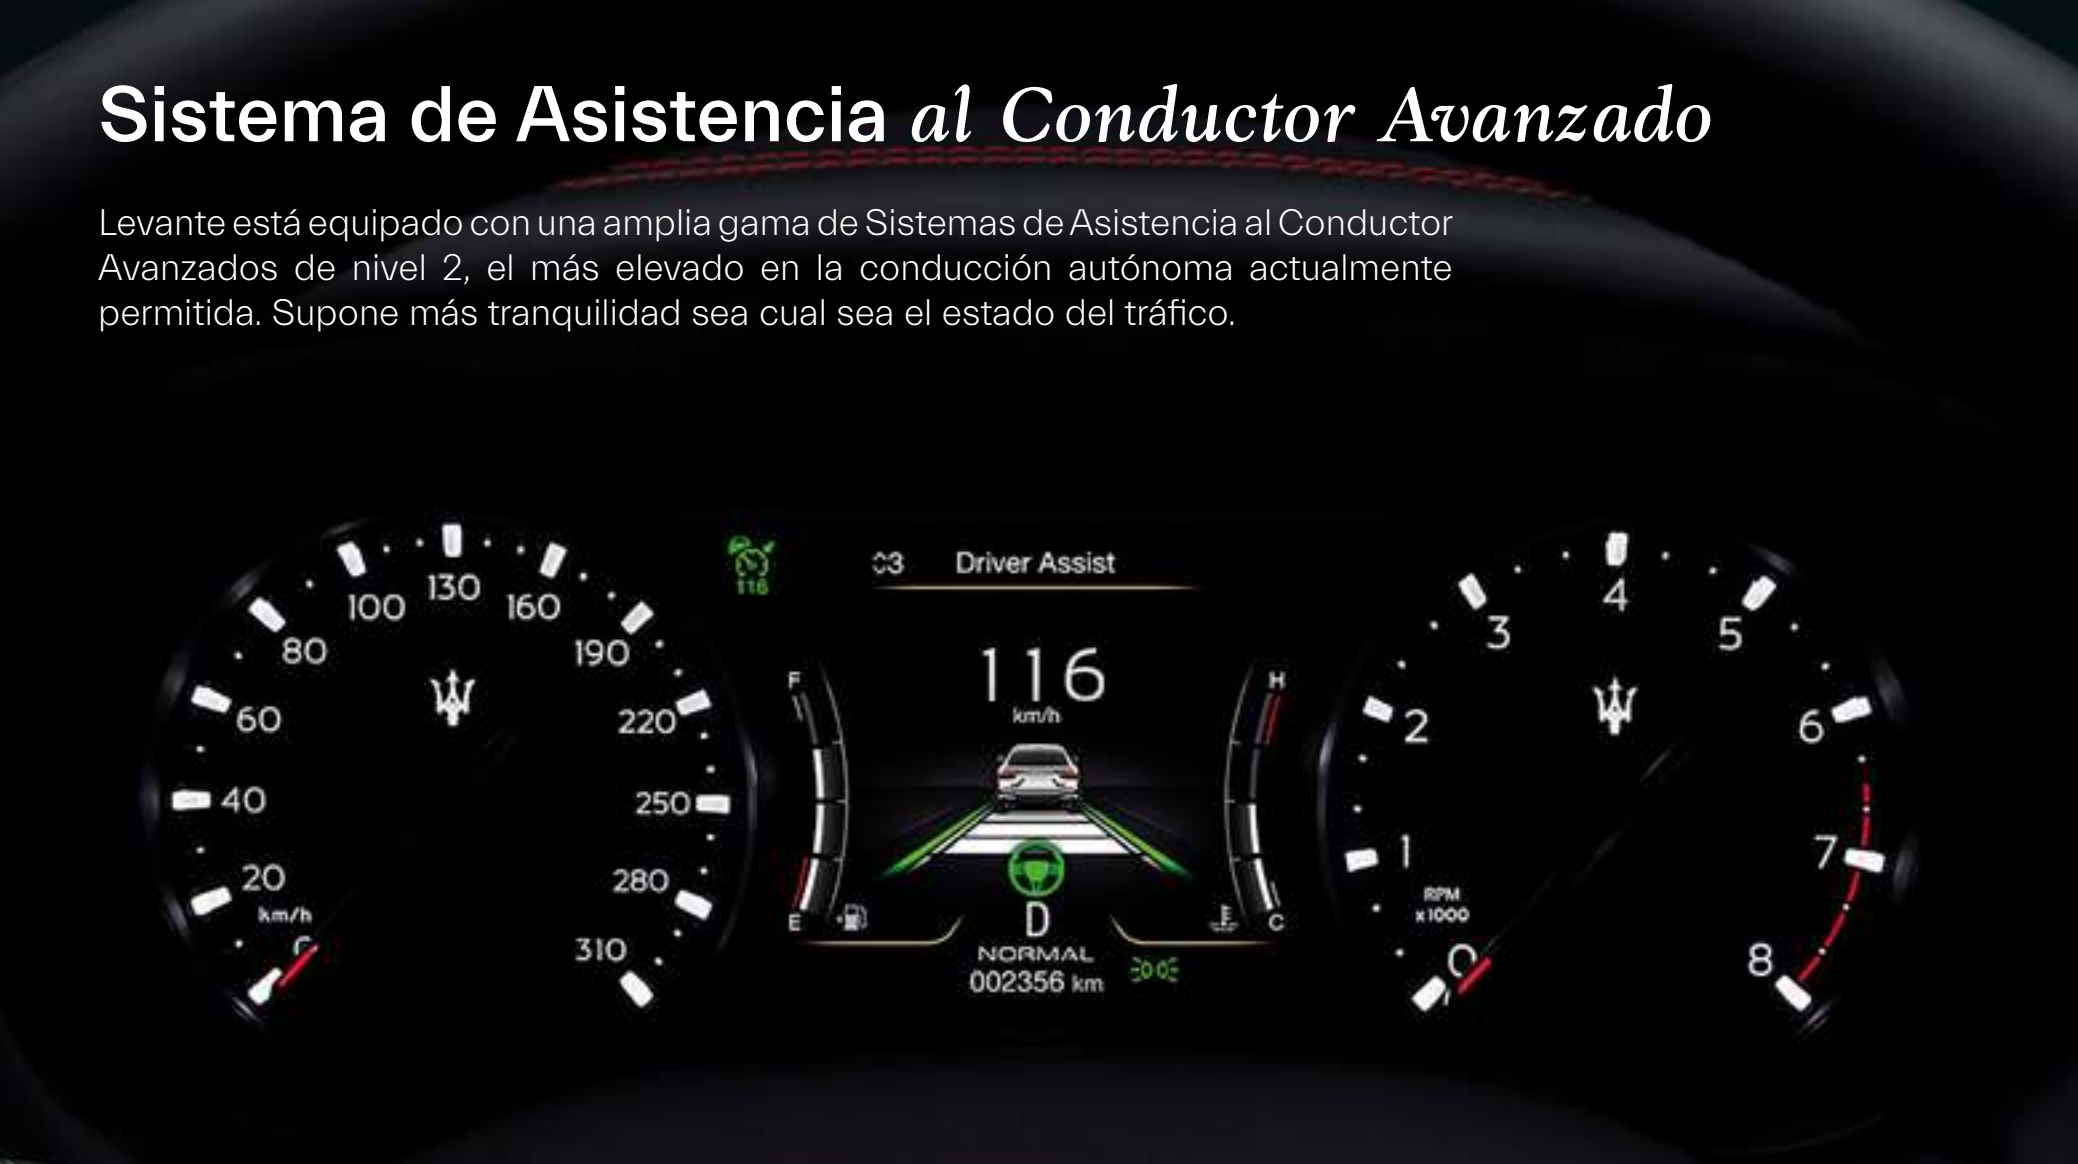 Sistema de Asistencia al Conductor Avanzado
Levante está equipado con una amplia gama de Sistemas de Asistencia al Conductor
Avanzados de nivel 2, el más elevado en la conducción autónoma actualmente
permitida. Supone más tranquilidad sea cual sea el estado del tráfico.
20
40
60
80
100
130
160
190
220
250
280
310
km/h
116
Driver Assist
116
km/h
F
E
H
C
D
NORMAL
002356 km
0
1
2
3
4
5
6
7
8
RPM
x1000